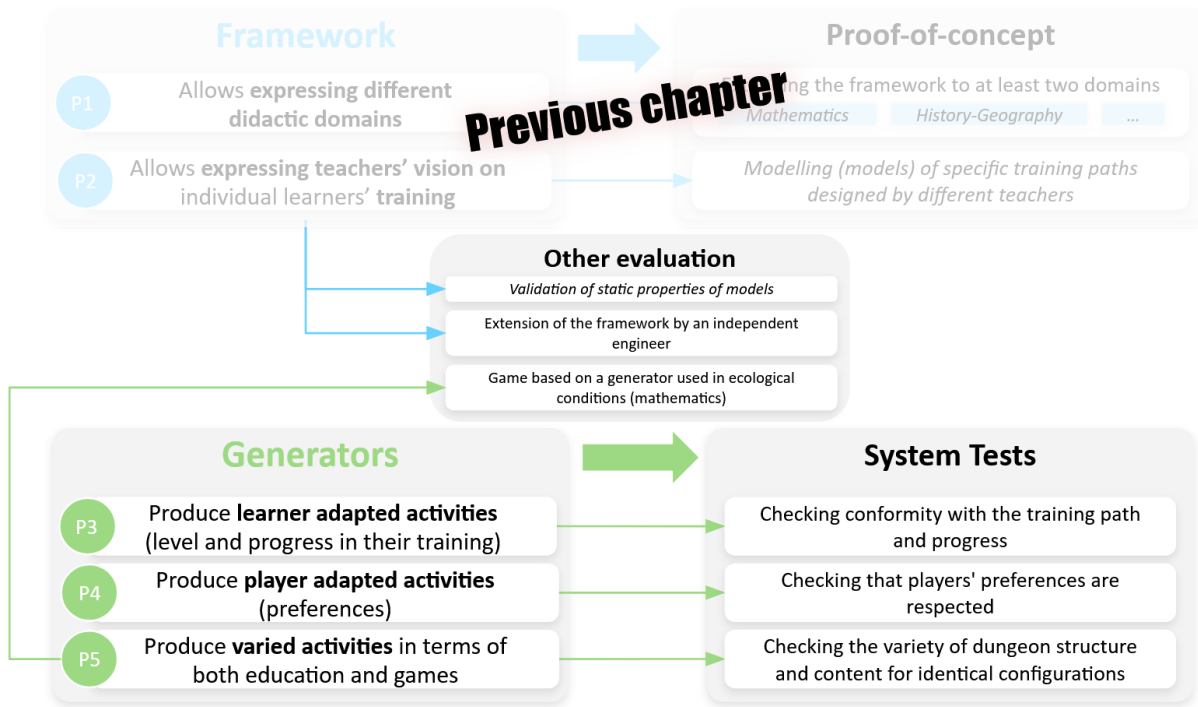 Framework
P1
Allows expressing different
didactic domains
P2
Allows expressing teachers' vision on
individual learners' training
Previous chapter
Proof-of-concept
the framework to at least two domains
Mathematics
History-Geography
...
Modelling (models) of specific training paths
designed by different teachers
Other evaluation
Validation of static properties of models
Extension of the framework by an independent
engineer
Game based on a generator used in ecological
conditions (mathematics)
Generators
P3
Produce learner adapted activities
(level and progress in their training)
P4
Produce player adapted activities
(preferences)
P5
Produce varied activities in terms of
both education and games
System Tests
Checking conformity with the training path
and progress
Checking that players' preferences are
respected
Checking the variety of dungeon structure
and content for identical configurations